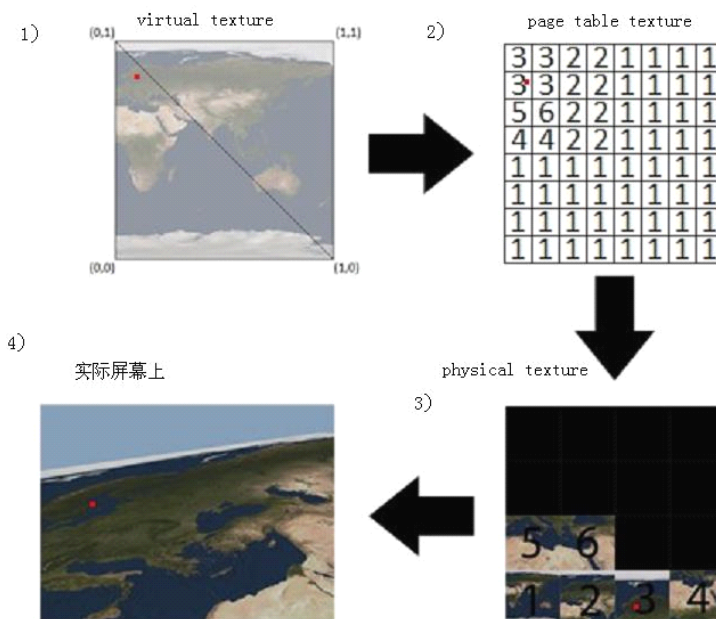 1)
virtual texture
(0,1)
(1,1)
(0,0)
(1,0)
2)
page table texture
3 3 2 2 1 1 1 1
3 3 2 2 1 1 1 1
5 6 2 2 1 1 1 1
4 4 2 2 1 1 1 1
1 1 1 1 1 1 1 1
1 1 1 1 1 1 1 1
1 1 1 1 1 1 1 1
1 1 1 1 1 1 1 1
physical texture
3)
5 6
1 2 3 4
4)
实际屏幕上